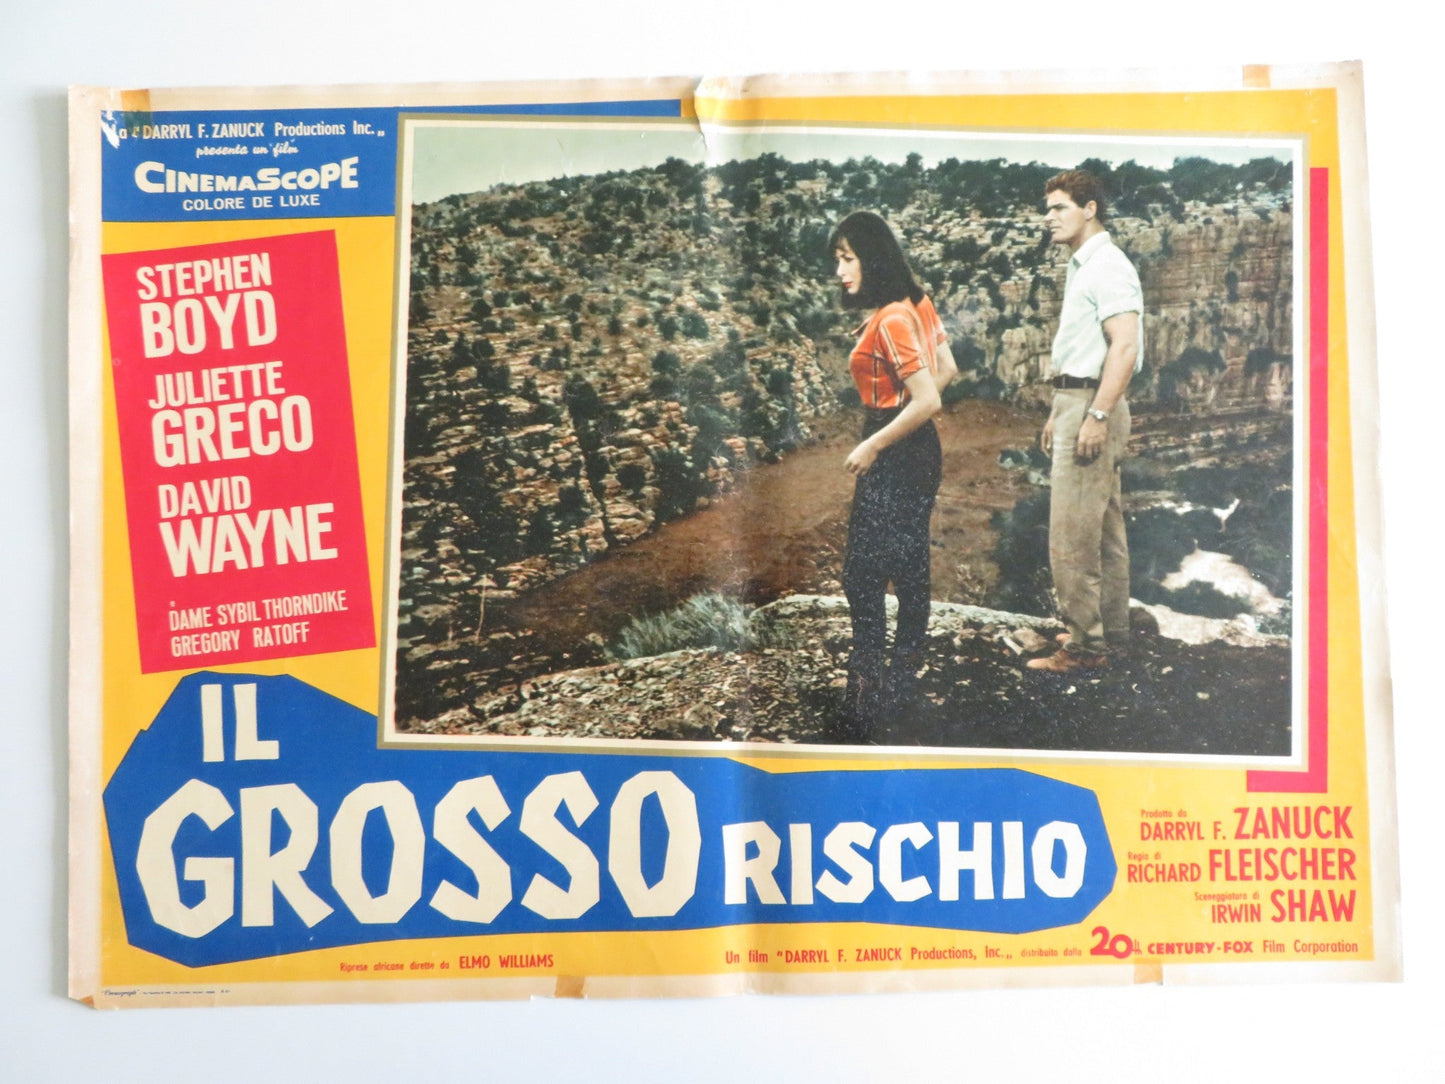 La "DARRYL F. ZANUCK Productions Inc.„
presenta un film
CINEMASCOPE
COLORE DE LUXE
STEPHEN
BOYD
JULIETTE
GRECO
DAVID
WAYNE
DAME SYBIL THORNDIKE
GREGORY RATOFF
IL
GROSSO RISCHIO
Prodotto da
DARRYL F. ZANUCK
Regia di
RICHARD FLEISCHER
Sceneggiatura di
IRWIN SHAW
Riprese africane dirette da ELMO WILLIAMS
Un film "DARRYL F. ZANUCK Productions, Inc.„ distribuito dalla 20th CENTURY-FOX Film Corporation